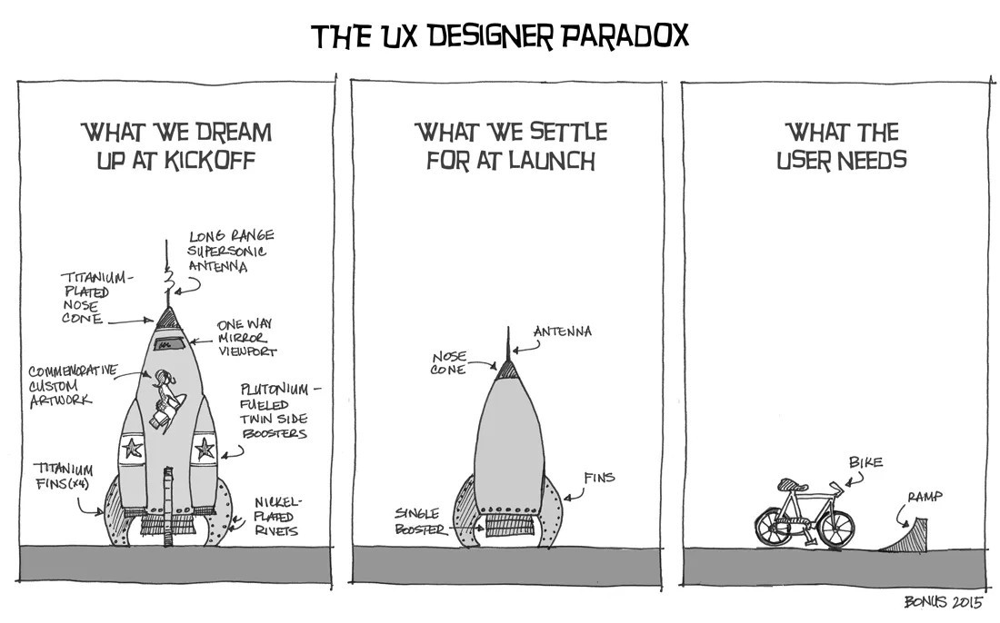 THE UX DESIGNER PARADOX
WHAT WE DREAM
UP AT KICKOFF
LONG RANGE
SUPERSONIC
ANTENNA
TITANIUM-
PLATED
NOSE
CONE
ONE WAY
MIRROR
VIEWPORT
COMMEMORATIVE
CUSTOM
ARTWORK
PLUTONIUM-
FUELED
TWIN SIDE
BOOSTERS
TITANIUM
FINS (x4)
NICKEL-
PLATED
RIVETS
WHAT WE SETTLE
FOR AT LAUNCH
ANTENNA
NOSE
CONE
FINS
SINGLE
BOOSTER
WHAT THE
USER NEEDS
BIKE
RAMP
BONUS 2015